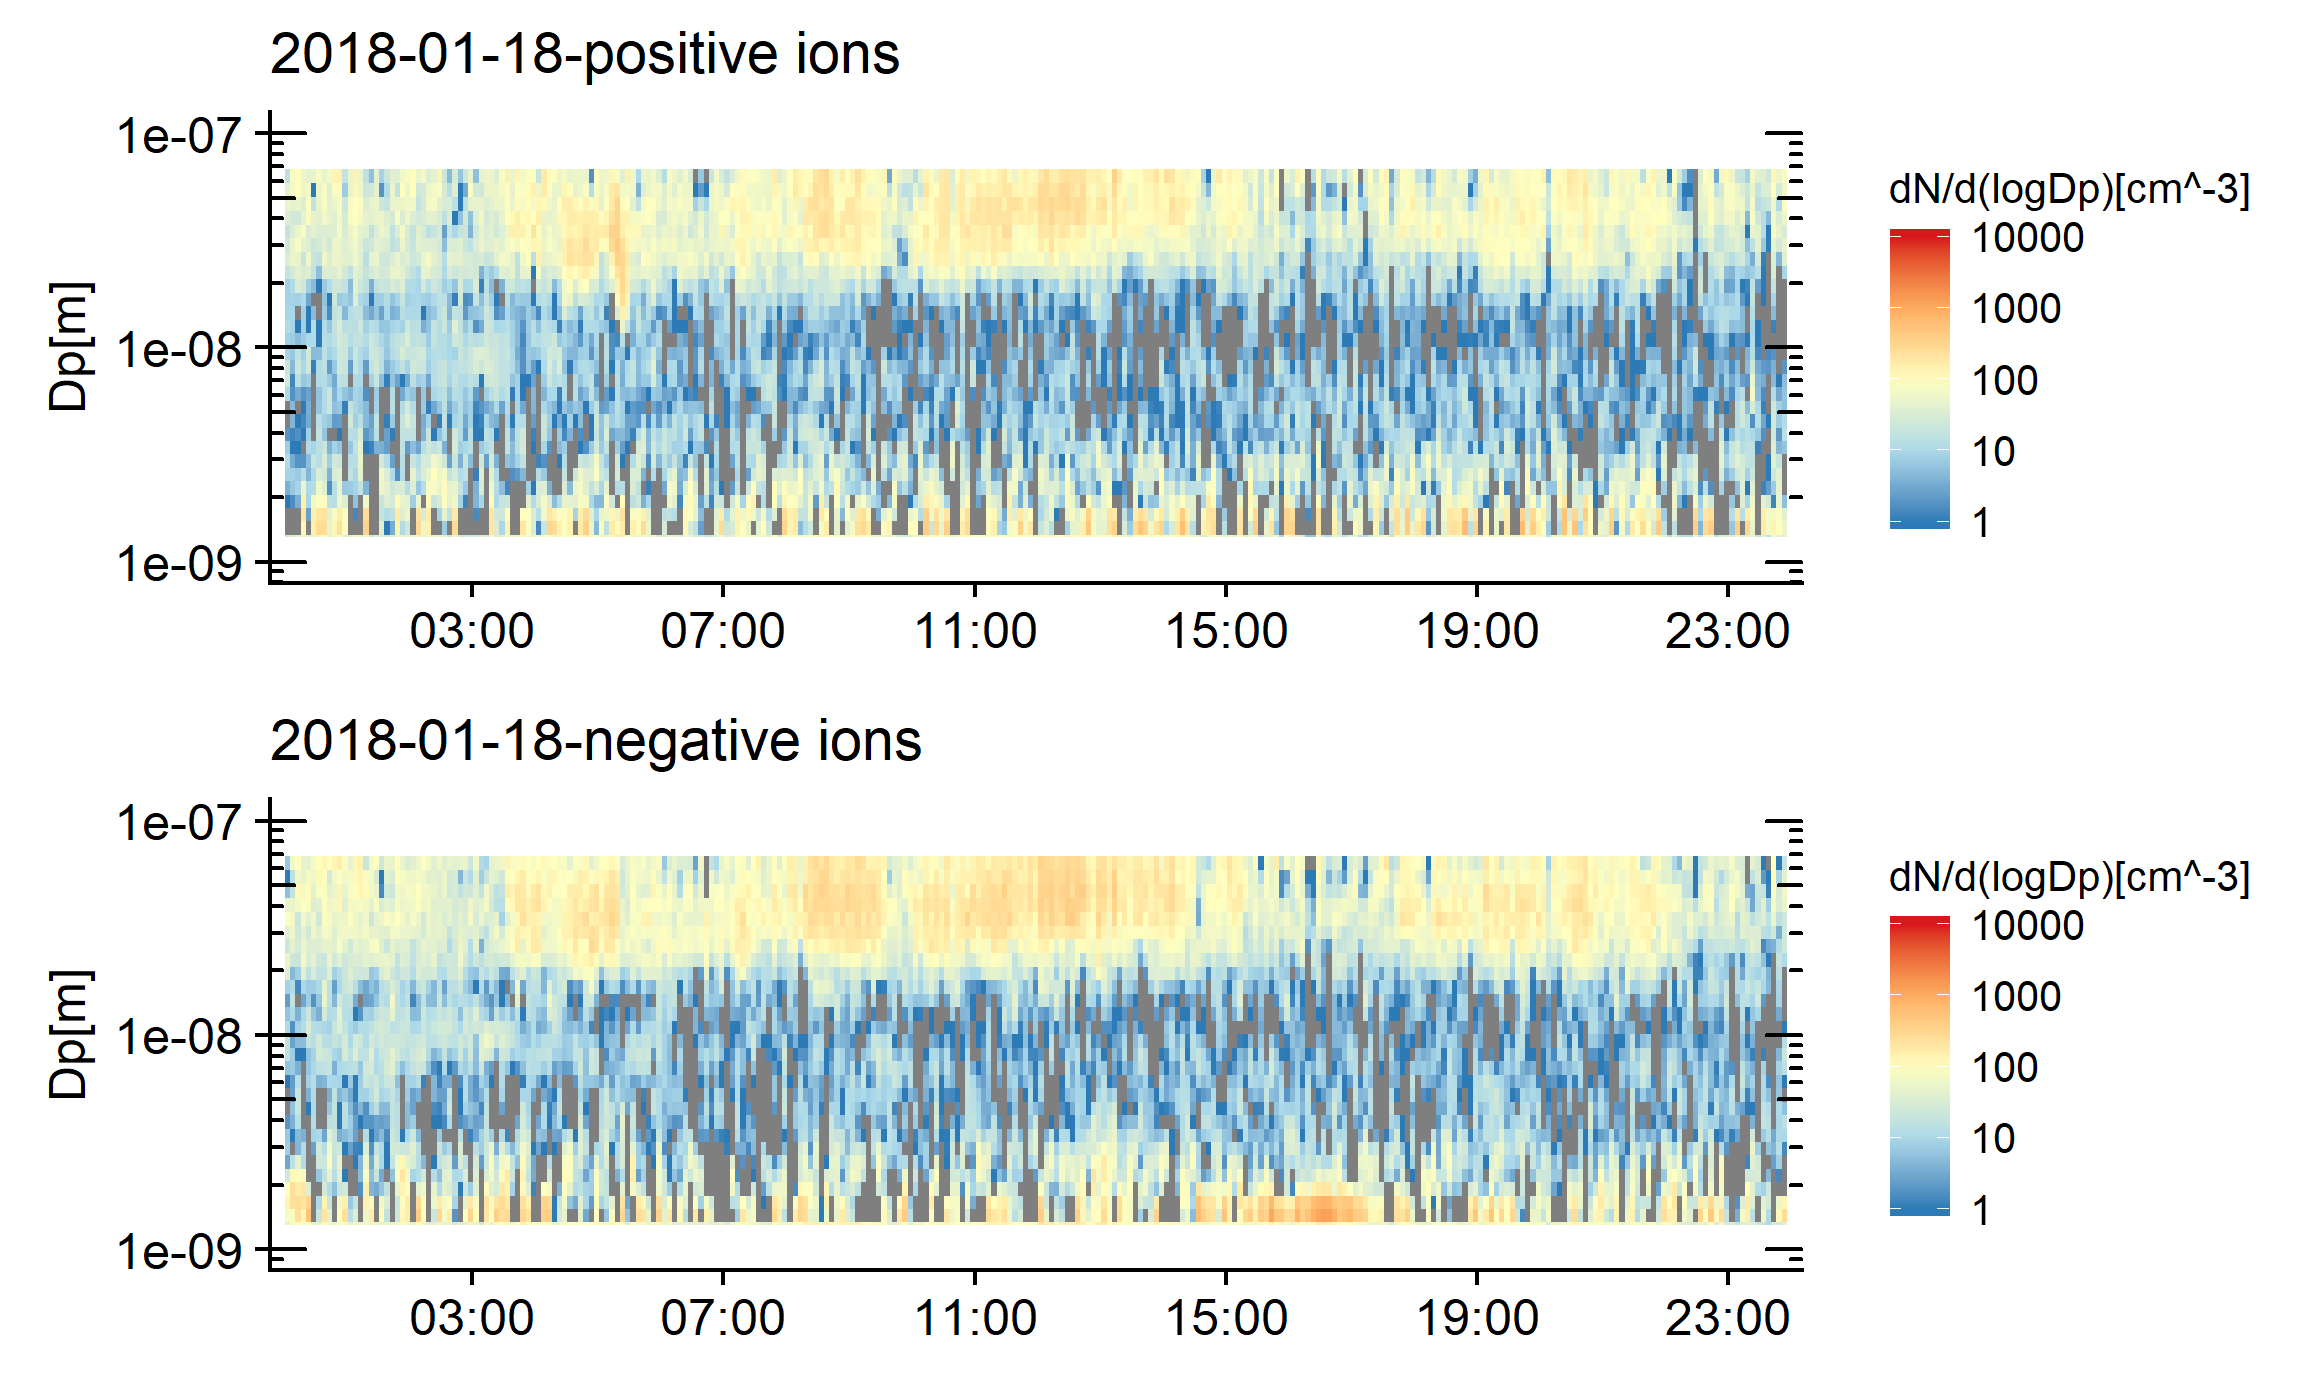 2018-01-18-positive ions
1e-07
1e-08
1e-09
Dp[m]
03:00 07:00 11:00 15:00 19:00 23:00
dN/d(logDp)[cm^-3]
10000
1000
100
10
1
2018-01-18-negative ions
1e-07
1e-08
1e-09
Dp[m]
03:00 07:00 11:00 15:00 19:00 23:00
dN/d(logDp)[cm^-3]
10000
1000
100
10
1